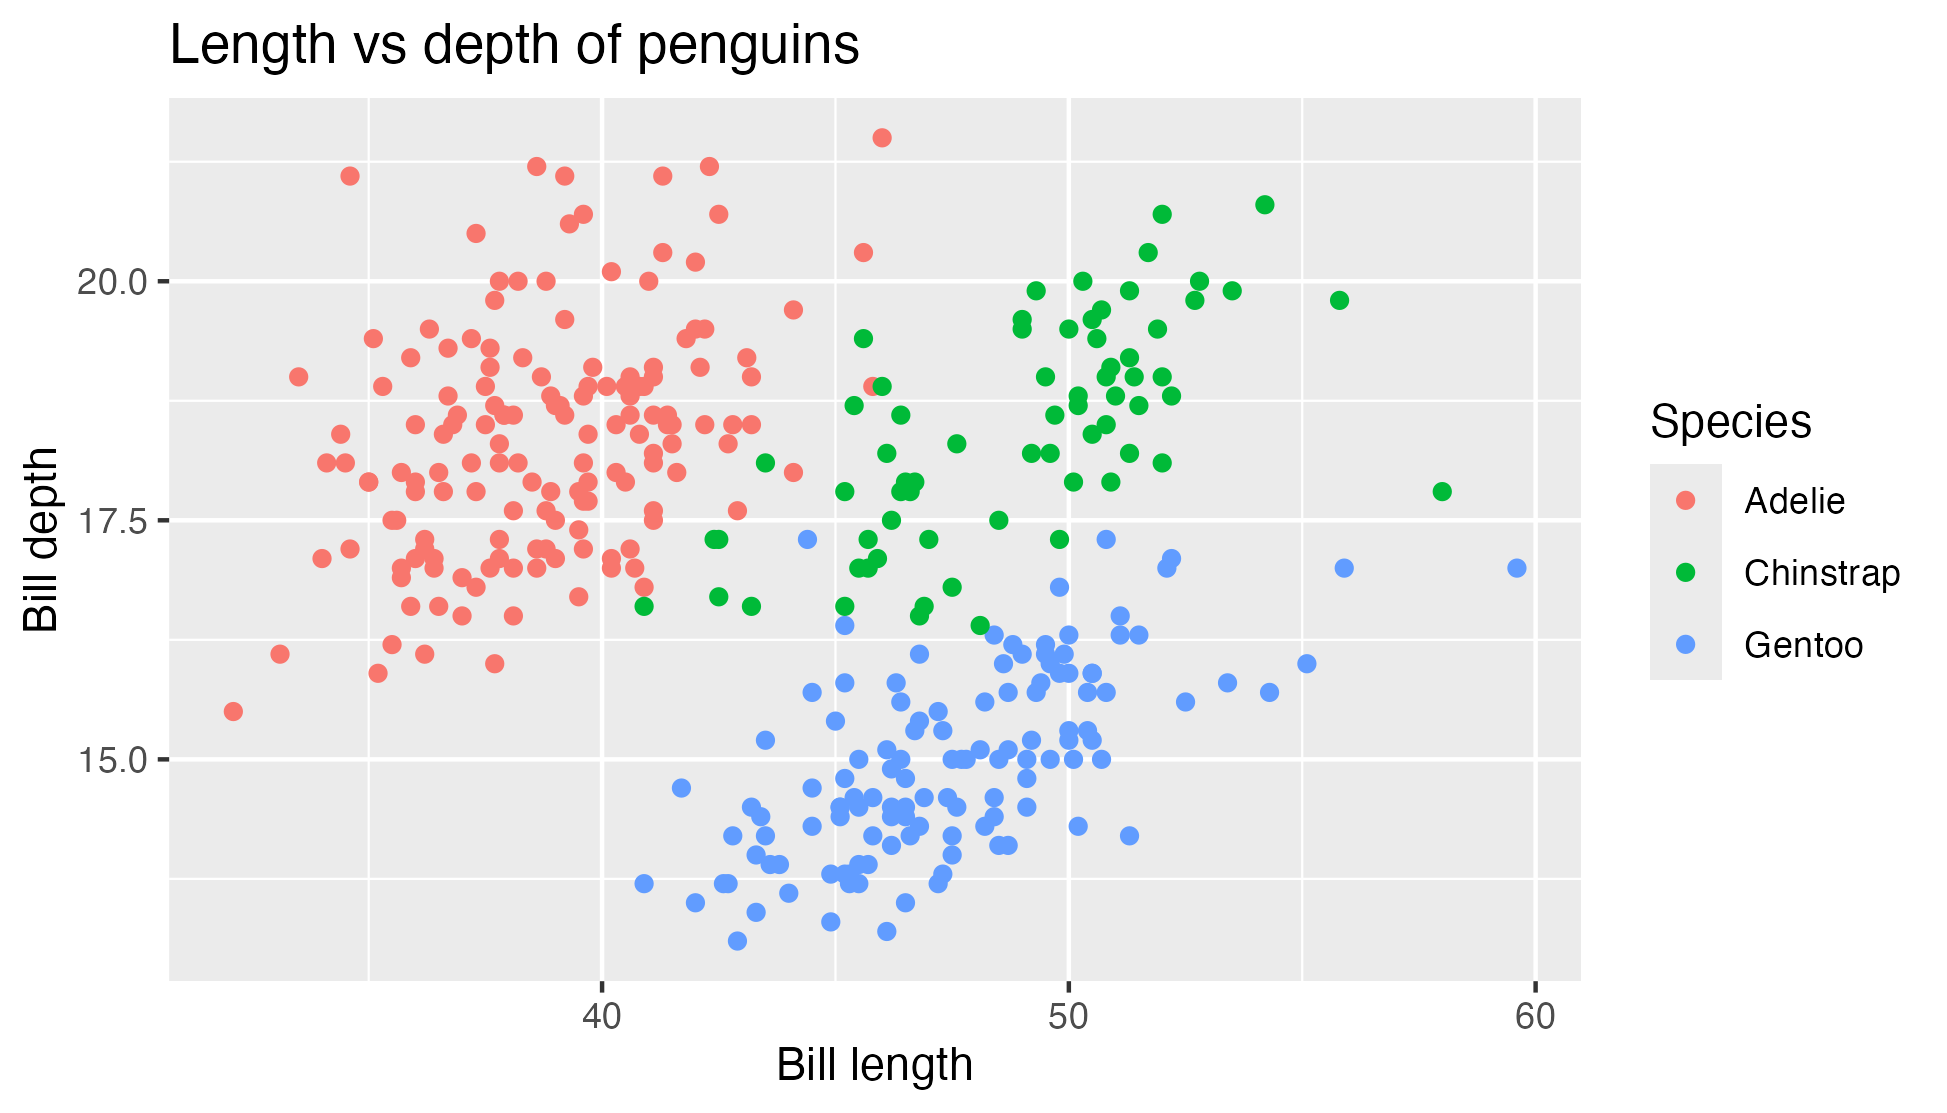 Length vs depth of penguins
Bill depth
20.0
17.5
15.0
40
50
60
Bill length
Species
Adelie
Chinstrap
Gentoo